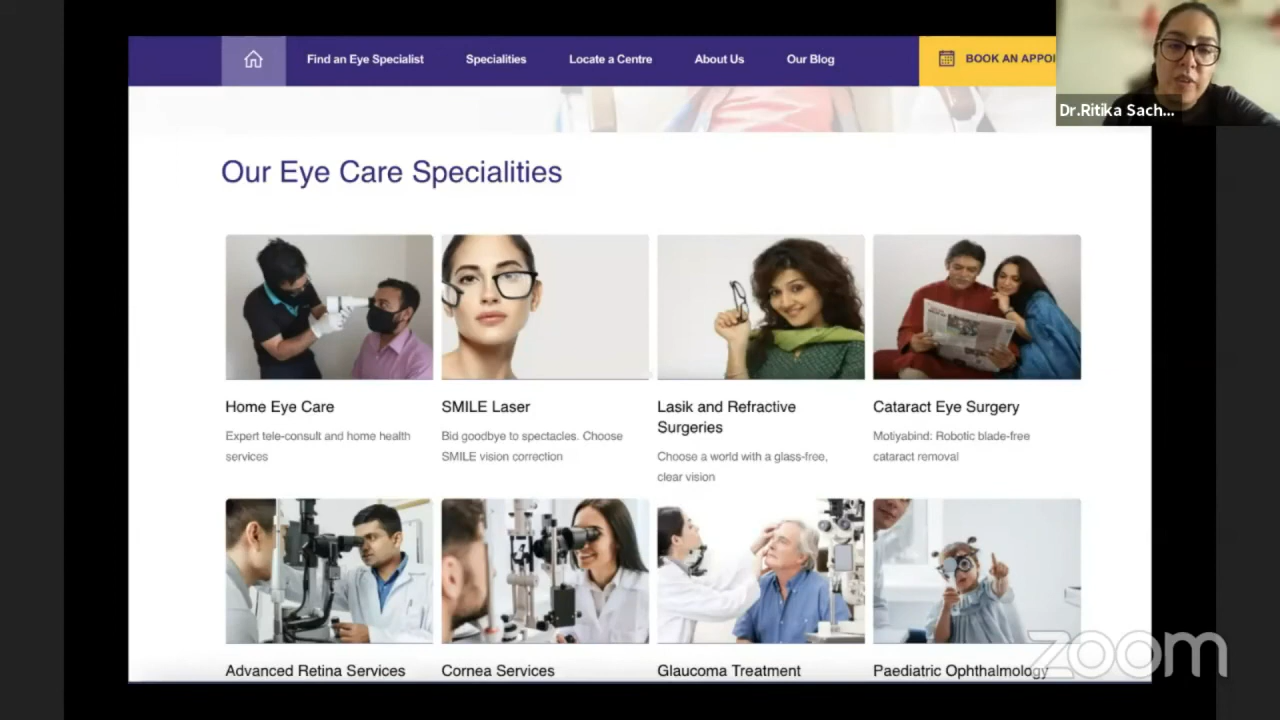 Find an Eye Specialist
Specialities
Locate a Centre
About Us
Our Blog
BOOK AN APPOI
Dr.Ritika Sach...
Our Eye Care Specialities
Home Eye Care
Expert tele-consult and home health
services
SMILE Laser
Bid goodbye to spectacles. Choose
SMILE vision correction
Lasik and Refractive
Surgeries
Choose a world with a glass-free,
clear vision
Cataract Eye Surgery
Motiyabind: Robotic blade-free
cataract removal
Advanced Retina Services
Cornea Services
Glaucoma Treatment
Paediatric Ophthalmology
zoom